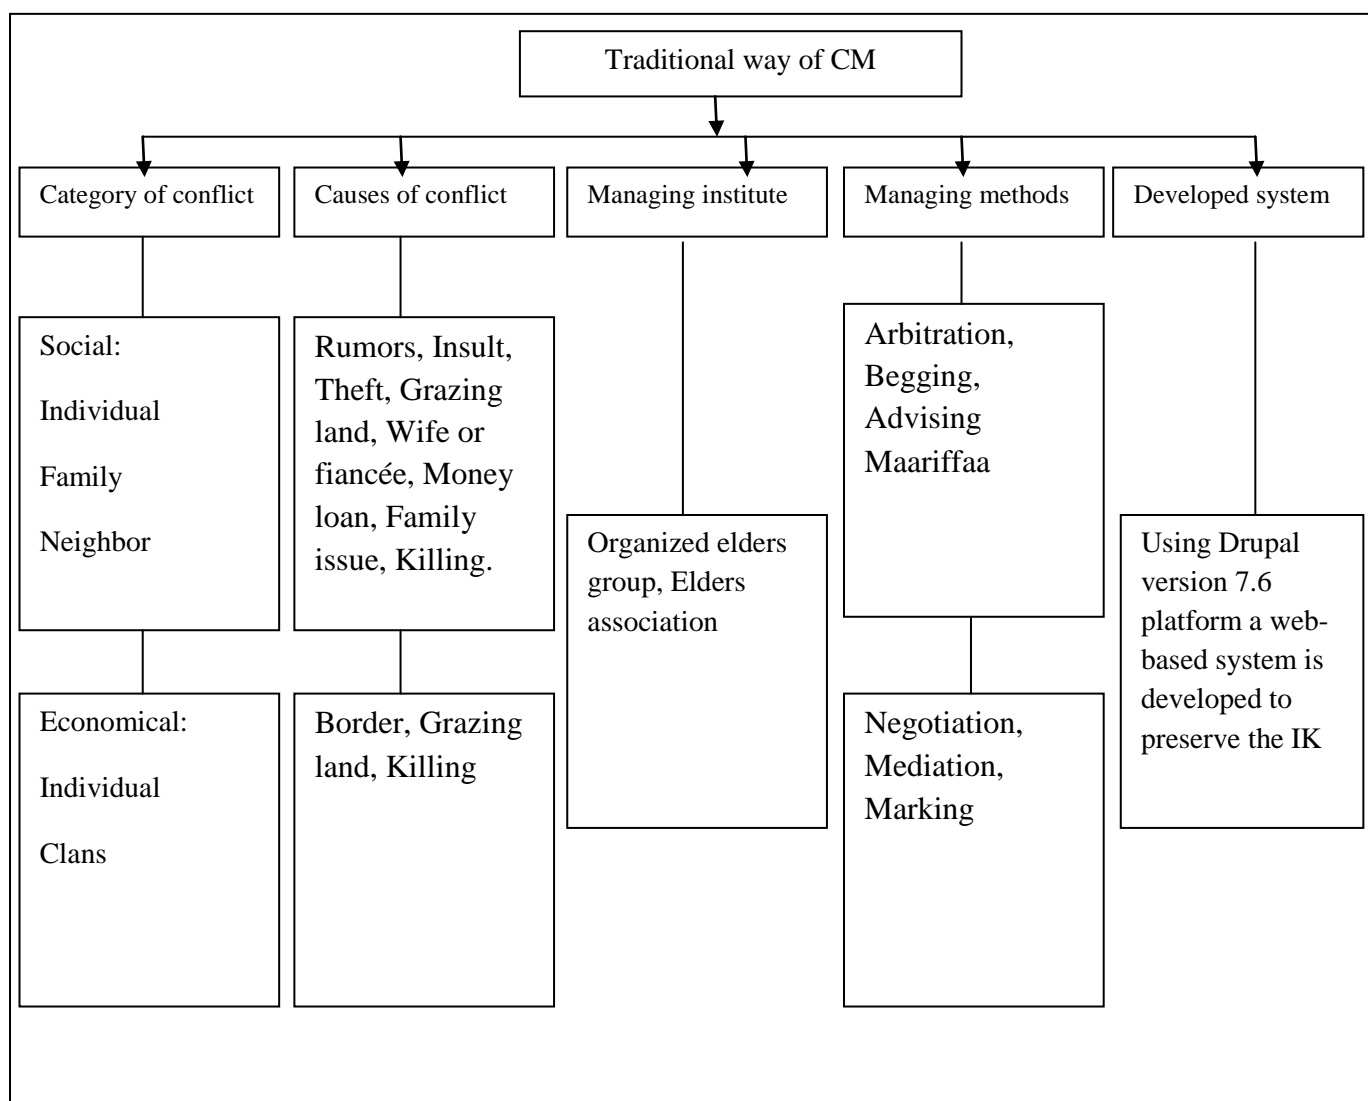 Traditional way of CM
Category of conflict
Causes of conflict
Managing institute
Managing methods
Developed system
Social:
Individual
Family
Neighbor
Rumors, Insult,
Theft, Grazing
land, Wife or
fiancée, Money
loan, Family
issue, Killing.
Organized elders
group, Elders
association
Arbitration,
Begging,
Advising
Maariffaa
Using Drupal
version 7.6
platform a web-
based system is
developed to
preserve the IK
Economical:
Individual
Clans
Border, Grazing
land, Killing
Negotiation,
Mediation,
Marking